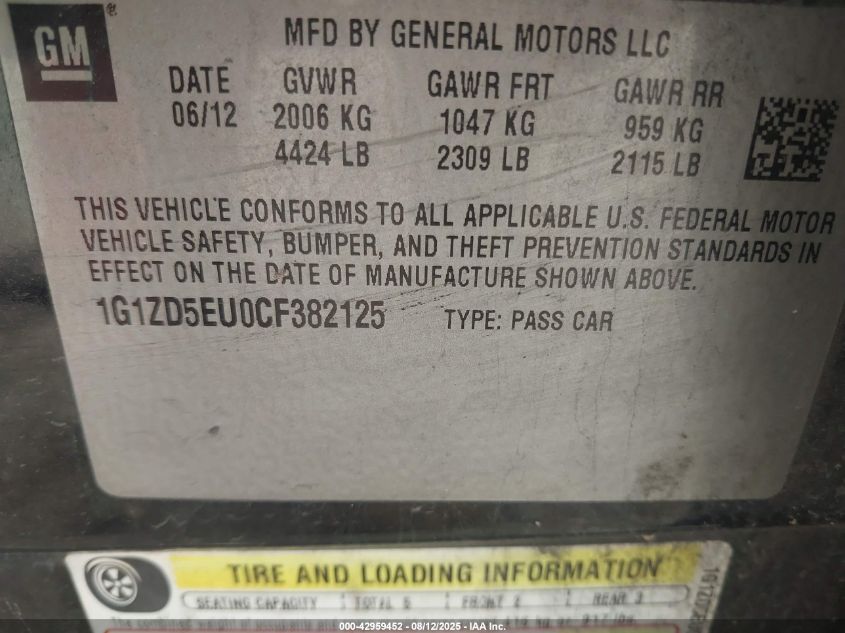 GM
MFD BY GENERAL MOTORS LLC
DATE GVWR GAWR FRT GAWR RR
06/12 2006 KG 1047 KG 959 KG
4424 LB 2309 LB 2115 LB
THIS VEHICLE CONFORMS TO ALL APPLICABLE U.S. FEDERAL MOTOR
VEHICLE SAFETY, BUMPER, AND THEFT PREVENTION STANDARDS IN
EFFECT ON THE DATE OF MANUFACTURE SHOWN ABOVE.
1G1ZD5EU0CF382125 TYPE: PASS CAR
TIRE AND LOADING INFORMATION
SEATING CAPACITY TOTAL 5 FRONT 2 REAR 3
000-42959452 - 08/12/2025 - IAA Inc.